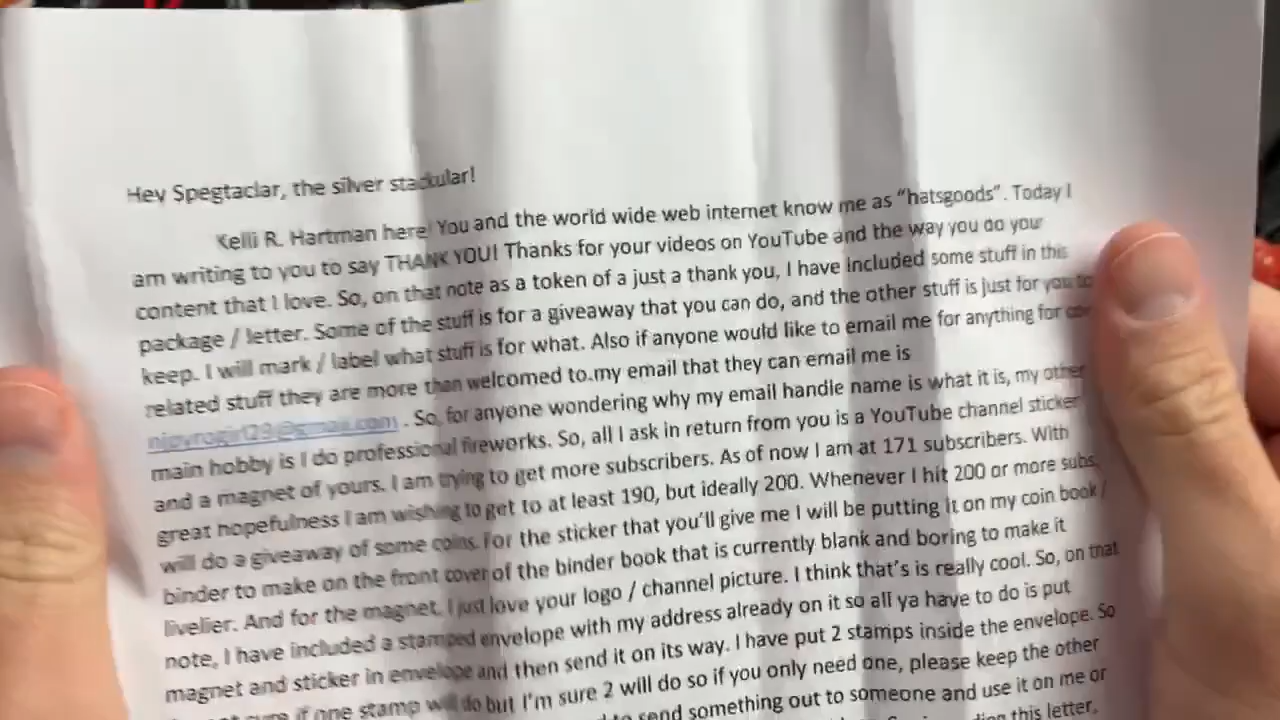 Hey Spegtaclar, the silver stackular!
Kelli R. Hartman here! You and the world wide web internet know me as "hatsgoods". Today I
am writing to you to say THANK YOU! Thanks for your videos on YouTube and the way you do your
content that I love. So, on that note as a token of a just a thank you, I have included some stuff in this
package / letter. Some of the stuff is for a giveaway that you can do, and the other stuff is just for you to
keep. I will mark / label what stuff is for what. Also if anyone would like to email me for anything for
related stuff they are more than welcomed to.my email that they can email me is
. So, for anyone wondering why my email handle name is what it is, my other
main hobby is I do professional fireworks. So, all I ask in return from you is a YouTube channel sticker
and a magnet of yours. I am trying to get more subscribers. As of now I am at 171 subscribers. With
great hopefulness I am wishing to get to at least 190, but ideally 200. Whenever I hit 200 or more subs,
will do a giveaway of some coins. For the sticker that you'll give me I will be putting it on my coin book /
binder to make on the front cover of the binder book that is currently blank and boring to make it
livelier. And for the magnet, I just love your logo / channel picture. I think that's is really cool. So, on that
note, I have included a stamped envelope with my address already on it so all ya have to do is put
magnet and sticker in envelope and then send it on its way. I have put 2 stamps inside the envelope. So
sure if one stamp will do but I'm sure 2 will do so if you only need one, please keep the other
to send something out to someone and use it on me or
this letter,